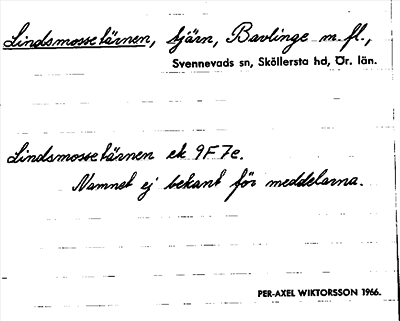 Lindsmossetärnen, tjärn, Bavlinge m.fl.,
Svennevads sn, Sköllersta hd, Ör. län.
Lindsmossetärnen ek 9F7e.
Namnet ej bekant för meddelarna.
PER-AXEL WIKTORSSON 1966.